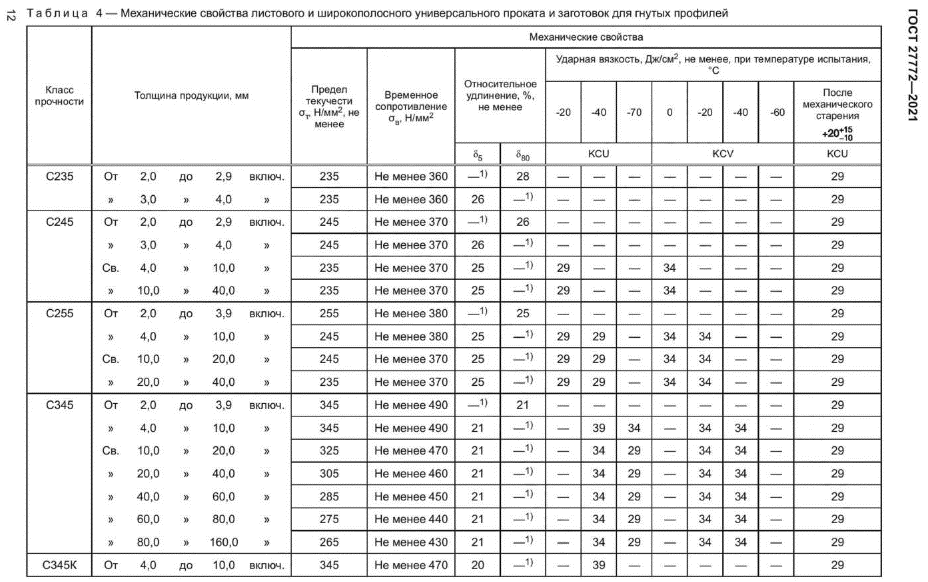 12
Таблица 4 — Механические свойства листового и широкополосного универсального проката и заготовок для гнутых профилей
ГОСТ 27772—2021
Класс прочности
Толщина продукции, мм
Механические свойства
Предел текучести σт, Н/мм², не менее
Временное сопротивление σв, Н/мм²
Относительное удлинение, %, не менее
Ударная вязкость, Дж/см², не менее, при температуре испытания, °С
-20 -40 -70 0 -20 -40 -60
После механического старения +20+15−10
δ5 δ80 KCU KCV KCU
С235 От 2,0 до 2,9 включ. 235 Не менее 360 —1) 28 — — — — — — — 29
» 3,0 » 4,0 » 235 Не менее 360 26 —1) — — — — — — — 29
С245 От 2,0 до 2,9 включ. 245 Не менее 370 —1) 26 — — — — — — — 29
» 3,0 » 4,0 » 245 Не менее 370 26 —1) — — — — — — — 29
Св. 4,0 » 10,0 » 235 Не менее 370 25 —1) 29 — — 34 — — — 29
» 10,0 » 40,0 » 235 Не менее 370 25 —1) 29 — — 34 — — — 29
С255 От 2,0 до 3,9 включ. 255 Не менее 380 —1) 25 — — — — — — — 29
» 4,0 » 10,0 » 245 Не менее 380 25 —1) 29 29 — 34 34 — — 29
Св. 10,0 » 20,0 » 245 Не менее 370 25 —1) 29 29 — 34 34 — — 29
» 20,0 » 40,0 » 235 Не менее 370 25 —1) 29 29 — 34 34 — — 29
С345 От 2,0 до 3,9 включ. 345 Не менее 490 —1) 21 — — — — — — — 29
» 4,0 » 10,0 » 345 Не менее 490 21 —1) — 39 34 — 34 34 — 29
Св. 10,0 » 20,0 » 325 Не менее 470 21 —1) — 34 29 — 34 34 — 29
» 20,0 » 40,0 » 305 Не менее 460 21 —1) — 34 29 — 34 34 — 29
» 40,0 » 60,0 » 285 Не менее 450 21 —1) — 34 29 — 34 34 — 29
» 60,0 » 80,0 » 275 Не менее 440 21 —1) — 34 29 — 34 34 — 29
» 80,0 » 160,0 » 265 Не менее 430 21 —1) — 34 29 — 34 34 — 29
С345К От 4,0 до 10,0 включ. 345 Не менее 470 20 —1) — 39 — — — — — 29